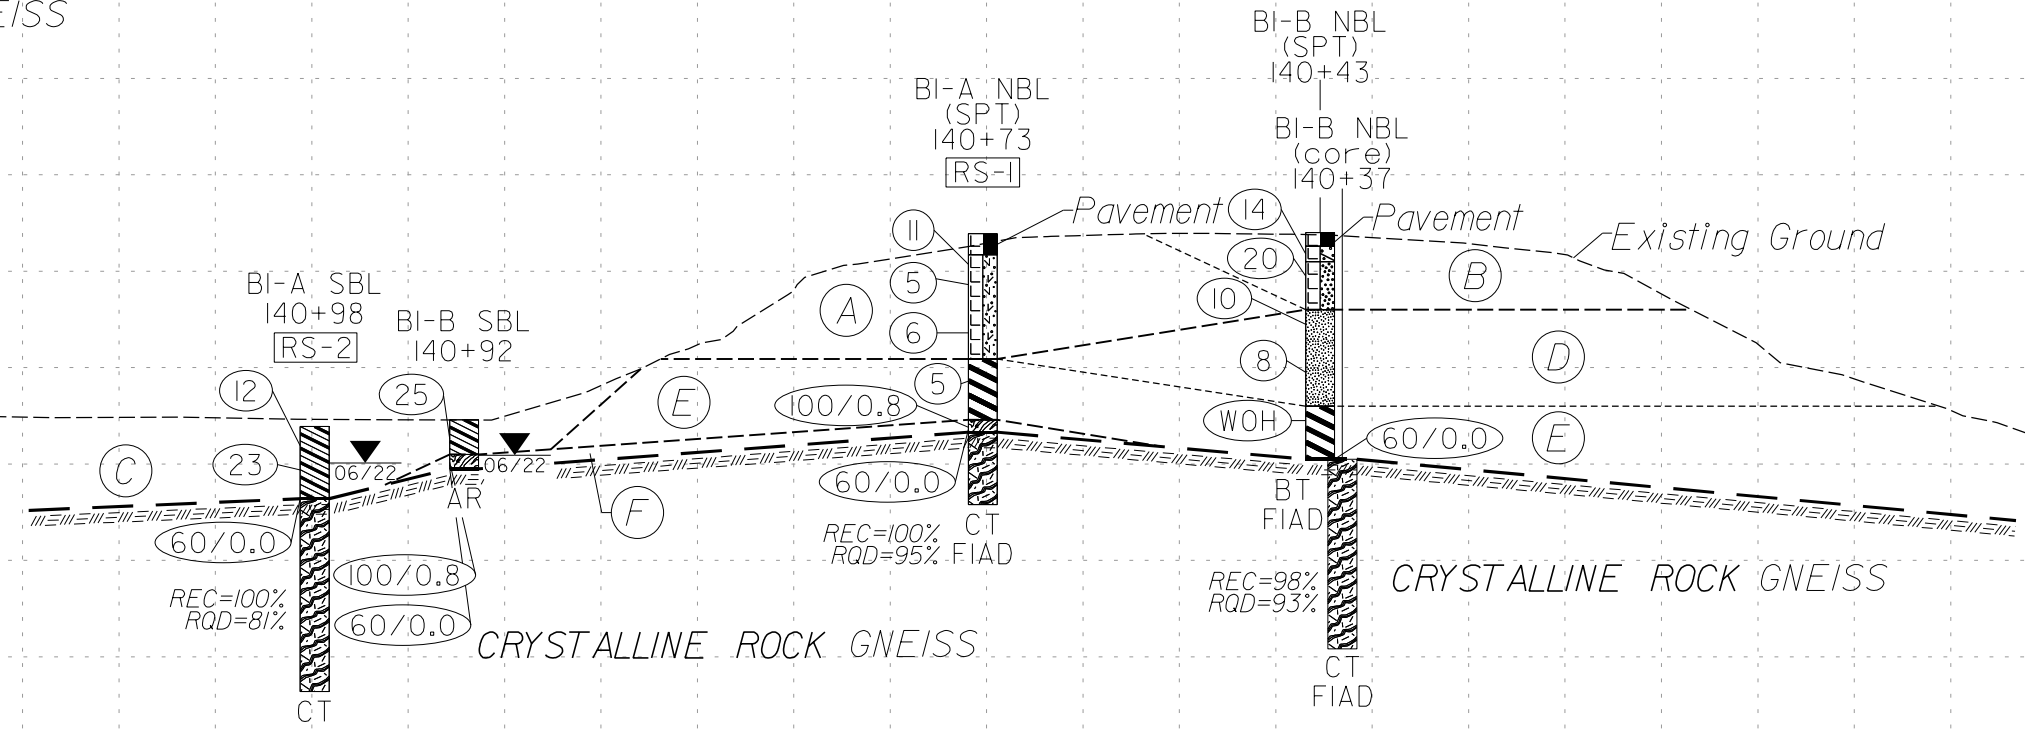 EISS
BI-B NBL
(SPT)
140+43
BI-A NBL
(SPT)
140+73
RS-1
BI-B NBL
(core)
140+37
Pavement
14
Pavement
11
Existing Ground
20
5
B
BI-A SBL
140+98
RS-2
10
A
BI-B SBL
140+92
6
8
D
12
25
5
E
100/0.8
WOH
60/0.0
E
C
23
06/22
06/22
60/0.0
AR
F
BT
FIAD
CT
FIAD
REC=100%
RQD=95%
60/0.0
100/0.8
REC=98%
RQD=93%
CRYSTALLINE ROCK GNEISS
REC=100%
RQD=81%
60/0.0
CRYSTALLINE ROCK GNEISS
CT
FIAD
CT